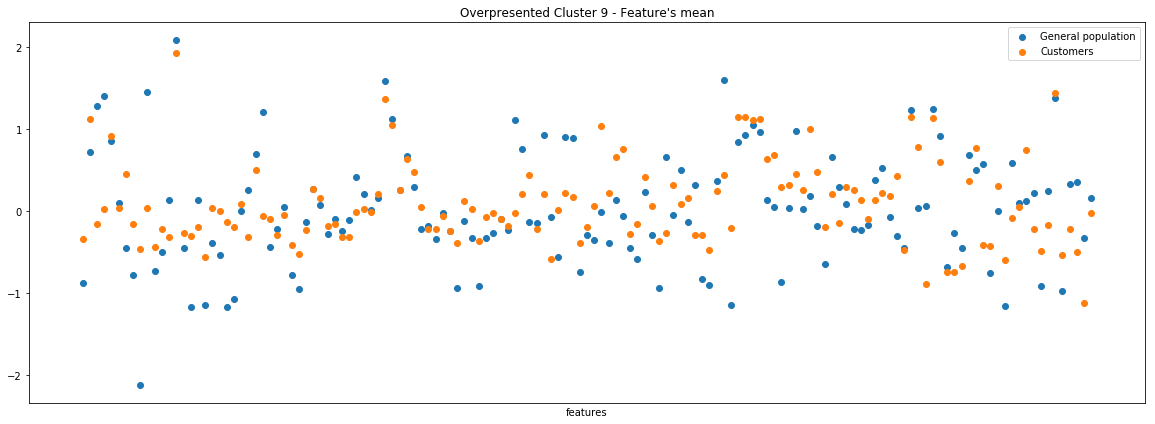 Overpresented Cluster 9 - Feature's mean
General population
Customers
2
1
0
−1
−2
features